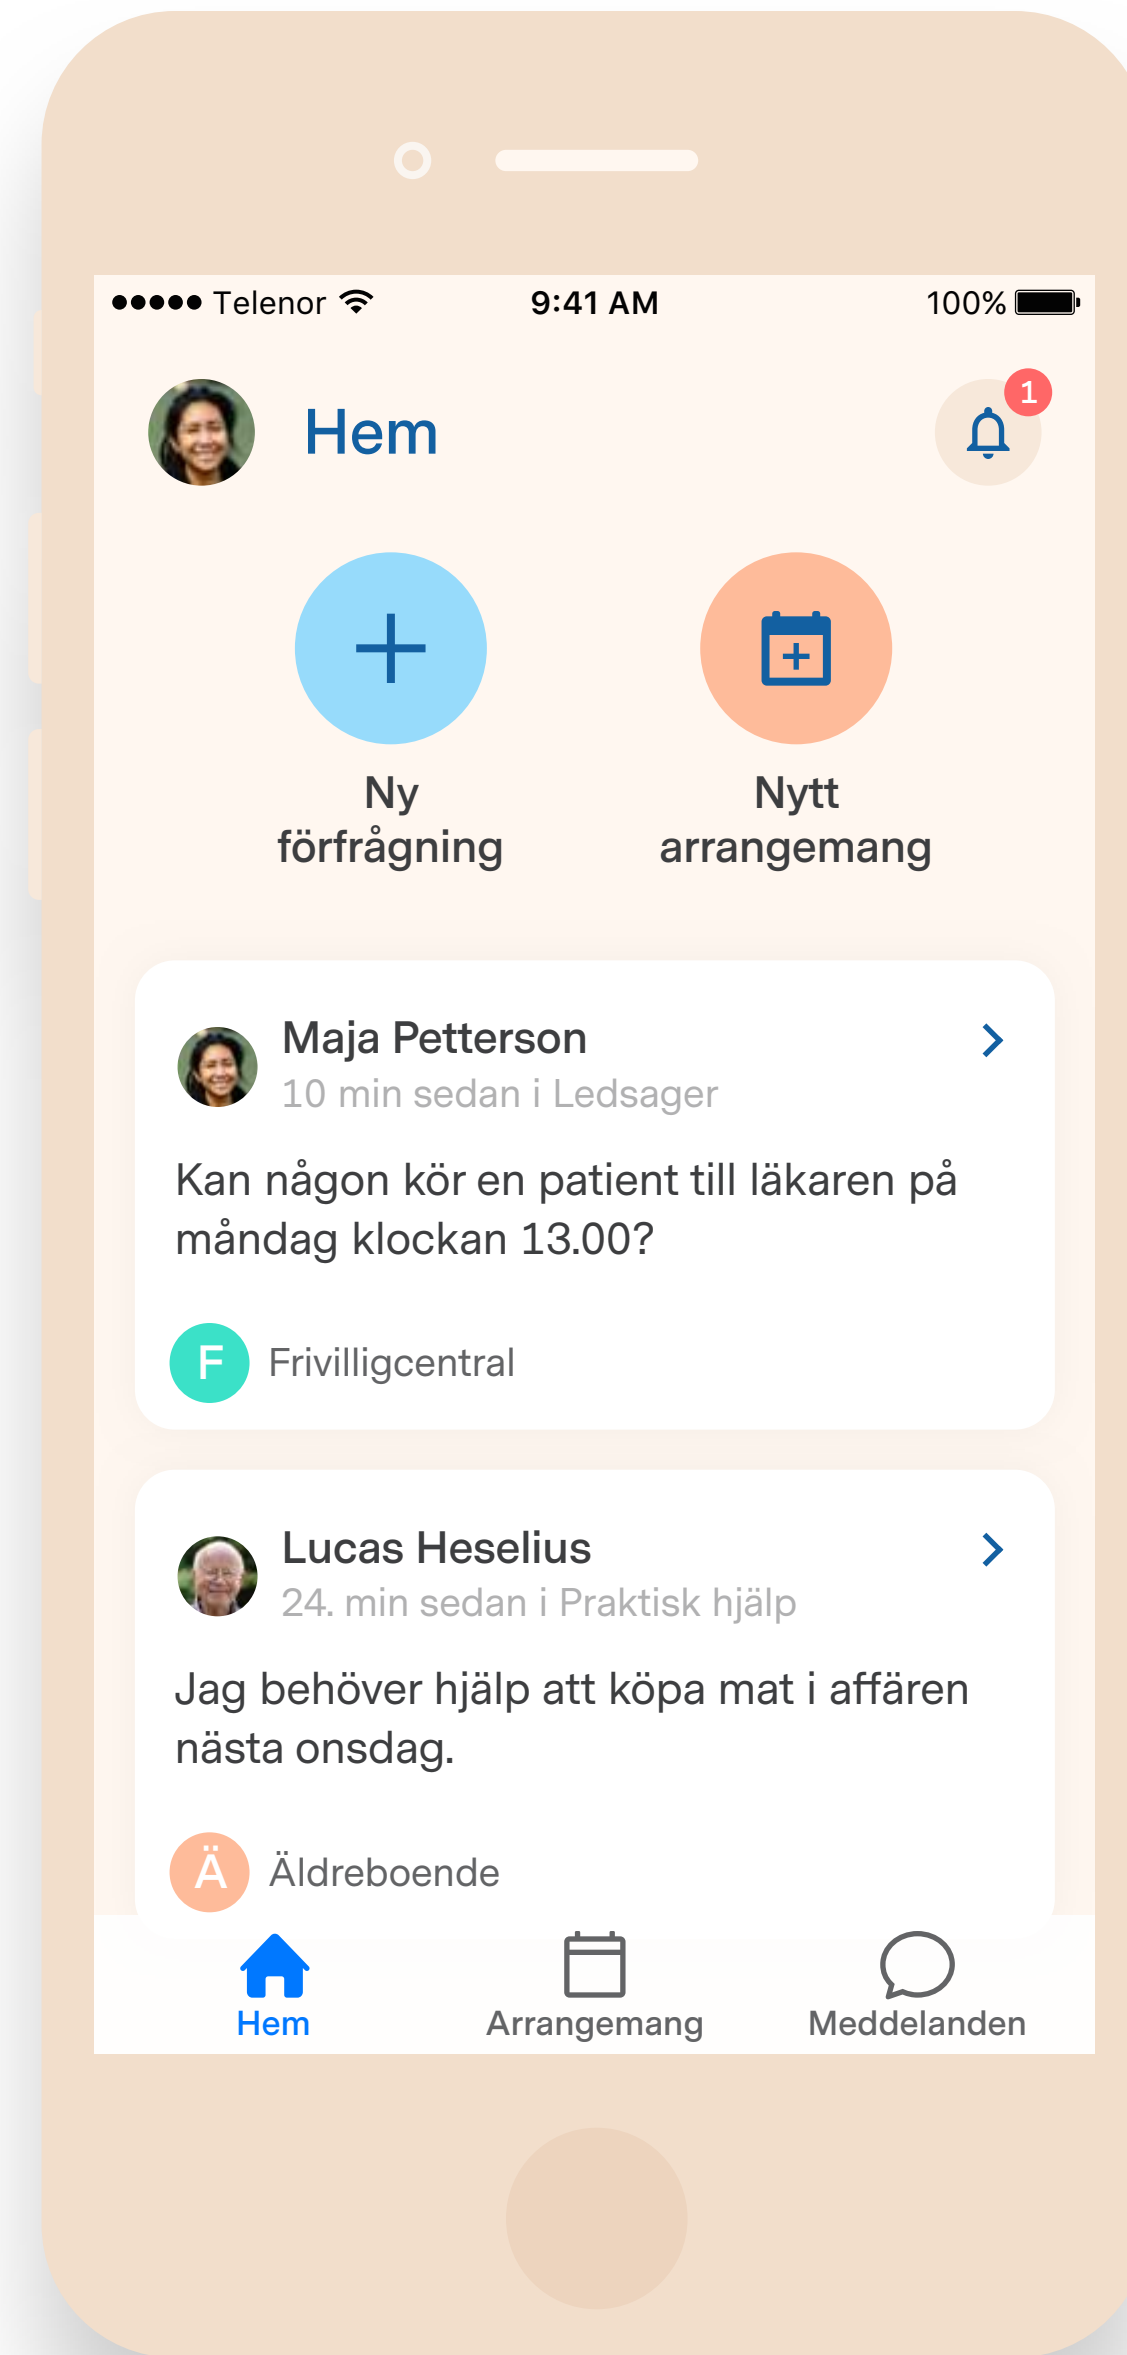 Telenor 9:41 AM 100%
Hem
1
Ny
förfrågning
Nytt
arrangemang
Maja Petterson
10 min sedan i Ledsager
Kan någon kör en patient till läkaren på
måndag klockan 13.00?
F Frivilligcentral
Lucas Heselius
24. min sedan i Praktisk hjälp
Jag behöver hjälp att köpa mat i affären
nästa onsdag.
Ä Äldreboende
Hem Arrangemang Meddelanden